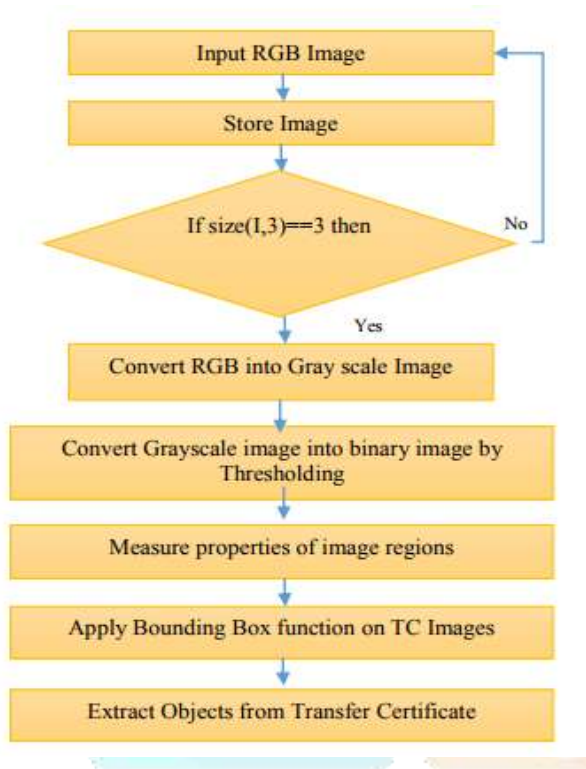 Input RGB Image
Store Image
If size(I,3)==3 then
No
Yes
Convert RGB into Gray scale Image
Convert Grayscale image into binary image by
Thresholding
Measure properties of image regions
Apply Bounding Box function on TC Images
Extract Objects from Transfer Certificate